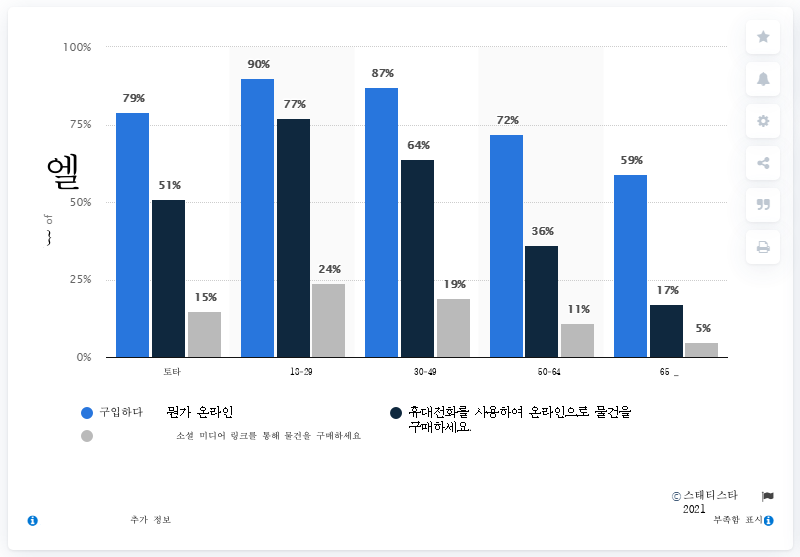 100%
75%
50%
25%
0%
엘
of
79%
51%
15%
90%
77%
24%
87%
64%
19%
72%
36%
11%
59%
17%
5%
토타
18-29
30-49
50-64
65 _
구입하다 뭔가 온라인
휴대전화를 사용하여 온라인으로 물건을
구매하세요.
소셜 미디어 링크를 통해 물건을 구매하세요
© 스태티스타
2021
추가 정보
부족함 표시